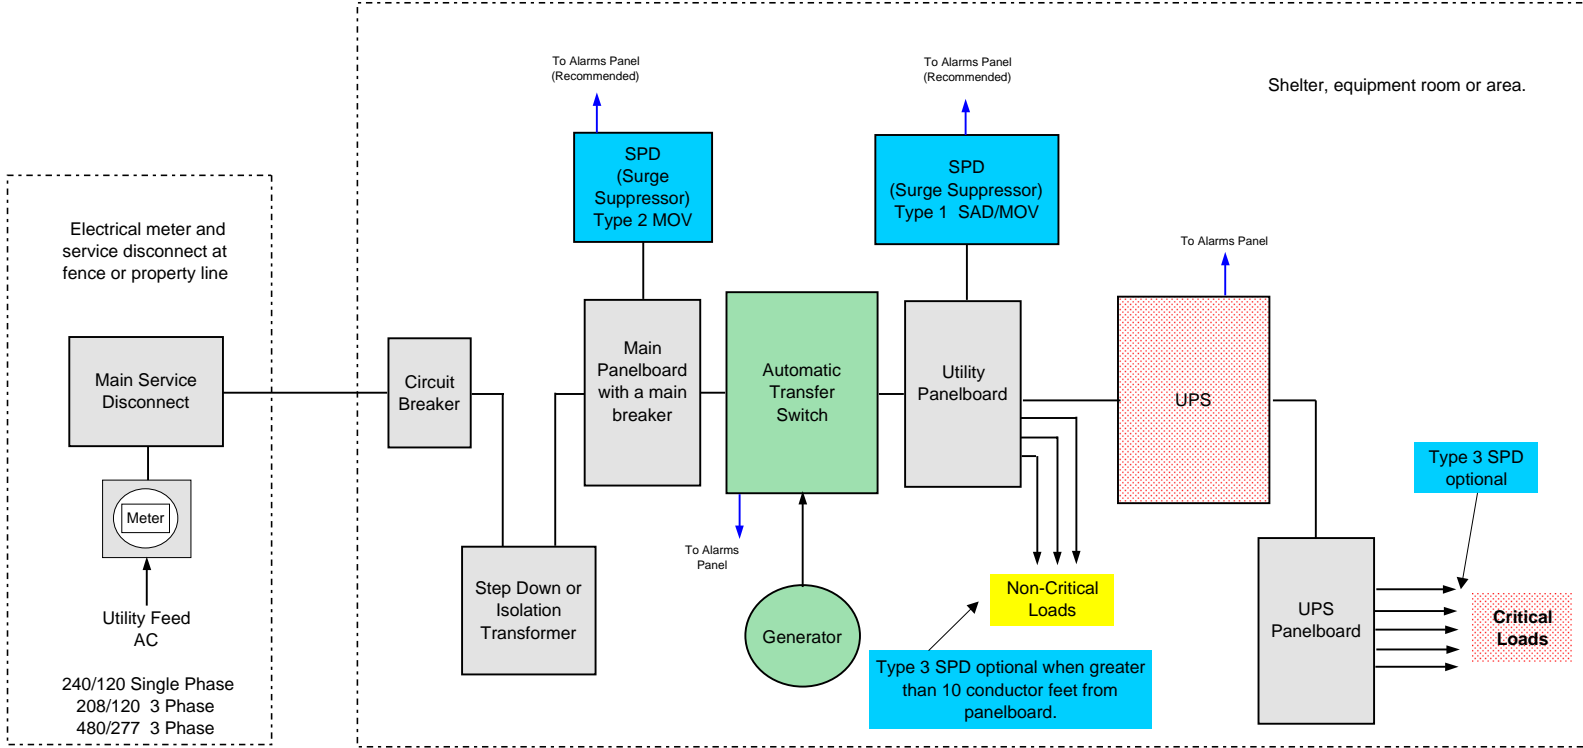 To Alarms Panel
(Recommended)
To Alarms Panel
(Recommended)
Shelter, equipment room or area.
SPD
(Surge
Suppressor)
Type 2 MOV
SPD
(Surge Suppressor)
Type 1  SAD/MOV
Electrical meter and
service disconnect at
fence or property line
To Alarms Panel
Main Service
Disconnect
Circuit
Breaker
Main
Panelboard
with a main
breaker
Automatic
Transfer
Switch
Utility
Panelboard
UPS
Type 3 SPD
optional
Meter
To Alarms
Panel
Step Down or
Isolation
Transformer
Generator
Non-Critical
Loads
UPS
Panelboard
Critical
Loads
Utility Feed
AC
Type 3 SPD optional when greater
than 10 conductor feet from
panelboard.
240/120 Single Phase
208/120  3 Phase
480/277  3 Phase